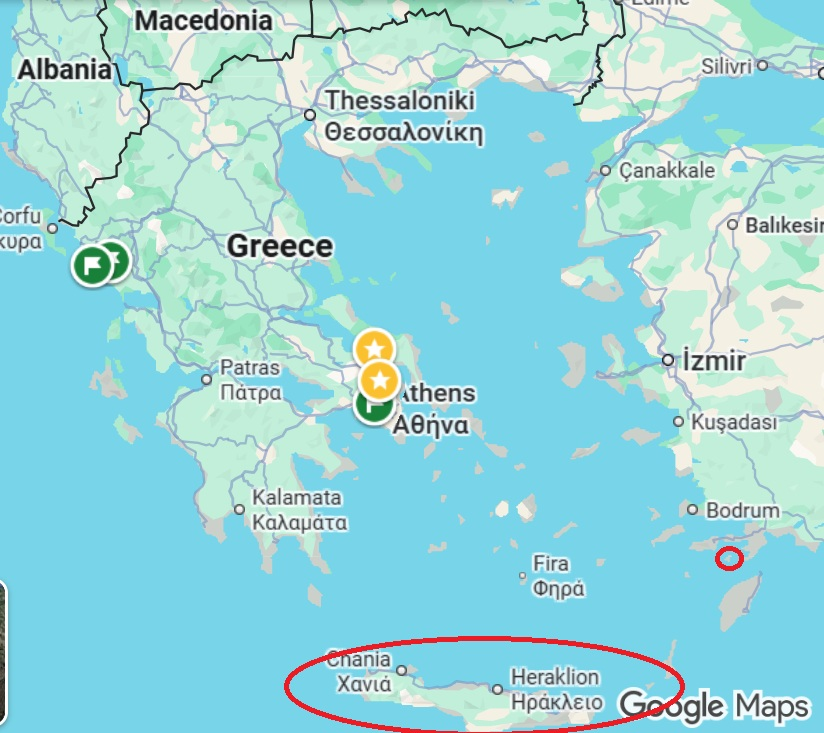 Macedonia
Albania
Silivri
Thessaloniki
Θεσσαλονίκη
Çanakkale
Corfu
κυρα
Balıkesir
Greece
İzmir
Patras
Πάτρα
Athens
Αθήνα
Kuşadası
Kalamata
Καλαμάτα
Bodrum
Fira
Φηρά
Chania
Χανιά
Heraklion
Ηράκλειο
Google Maps